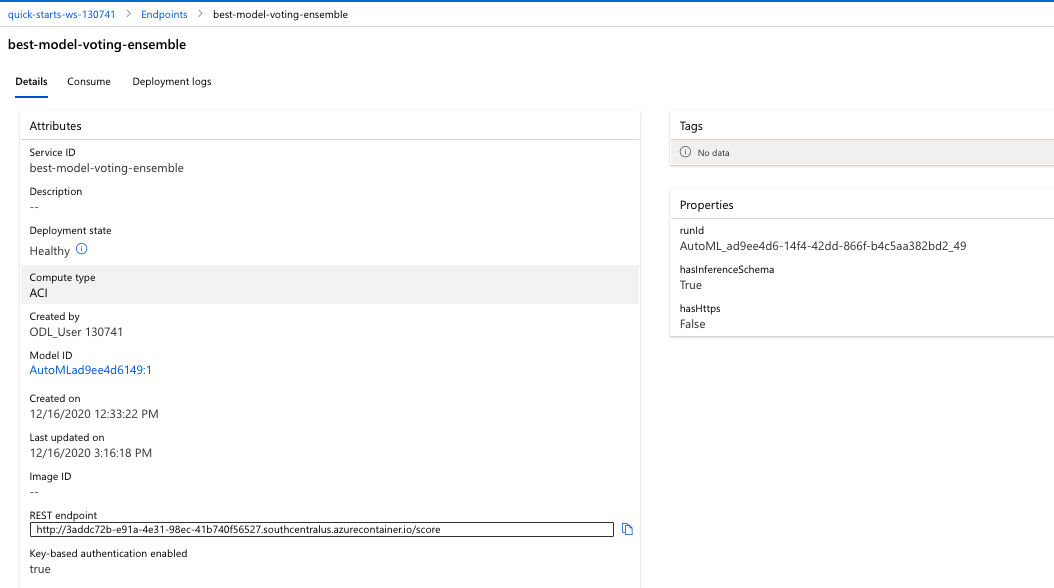 quick-starts-ws-130741 > Endpoints > best-model-voting-ensemble
best-model-voting-ensemble
Details Consume Deployment logs
Attributes
Service ID
best-model-voting-ensemble
Description
--
Deployment state
Healthy
Compute type
ACI
Created by
ODL_User 130741
Model ID
AutoMLad9ee4d6149:1
Created on
12/16/2020 12:33:22 PM
Last updated on
12/16/2020 3:16:18 PM
Image ID
--
REST endpoint
http://3addc72b-e91a-4e31-98ec-41b740f56527.southcentralus.azurecontainer.io/score
Key-based authentication enabled
true
Tags
No data
Properties
runId
AutoML_ad9ee4d6-14f4-42dd-866f-b4c5aa382bd2_49
hasInferenceSchema
True
hasHttps
False